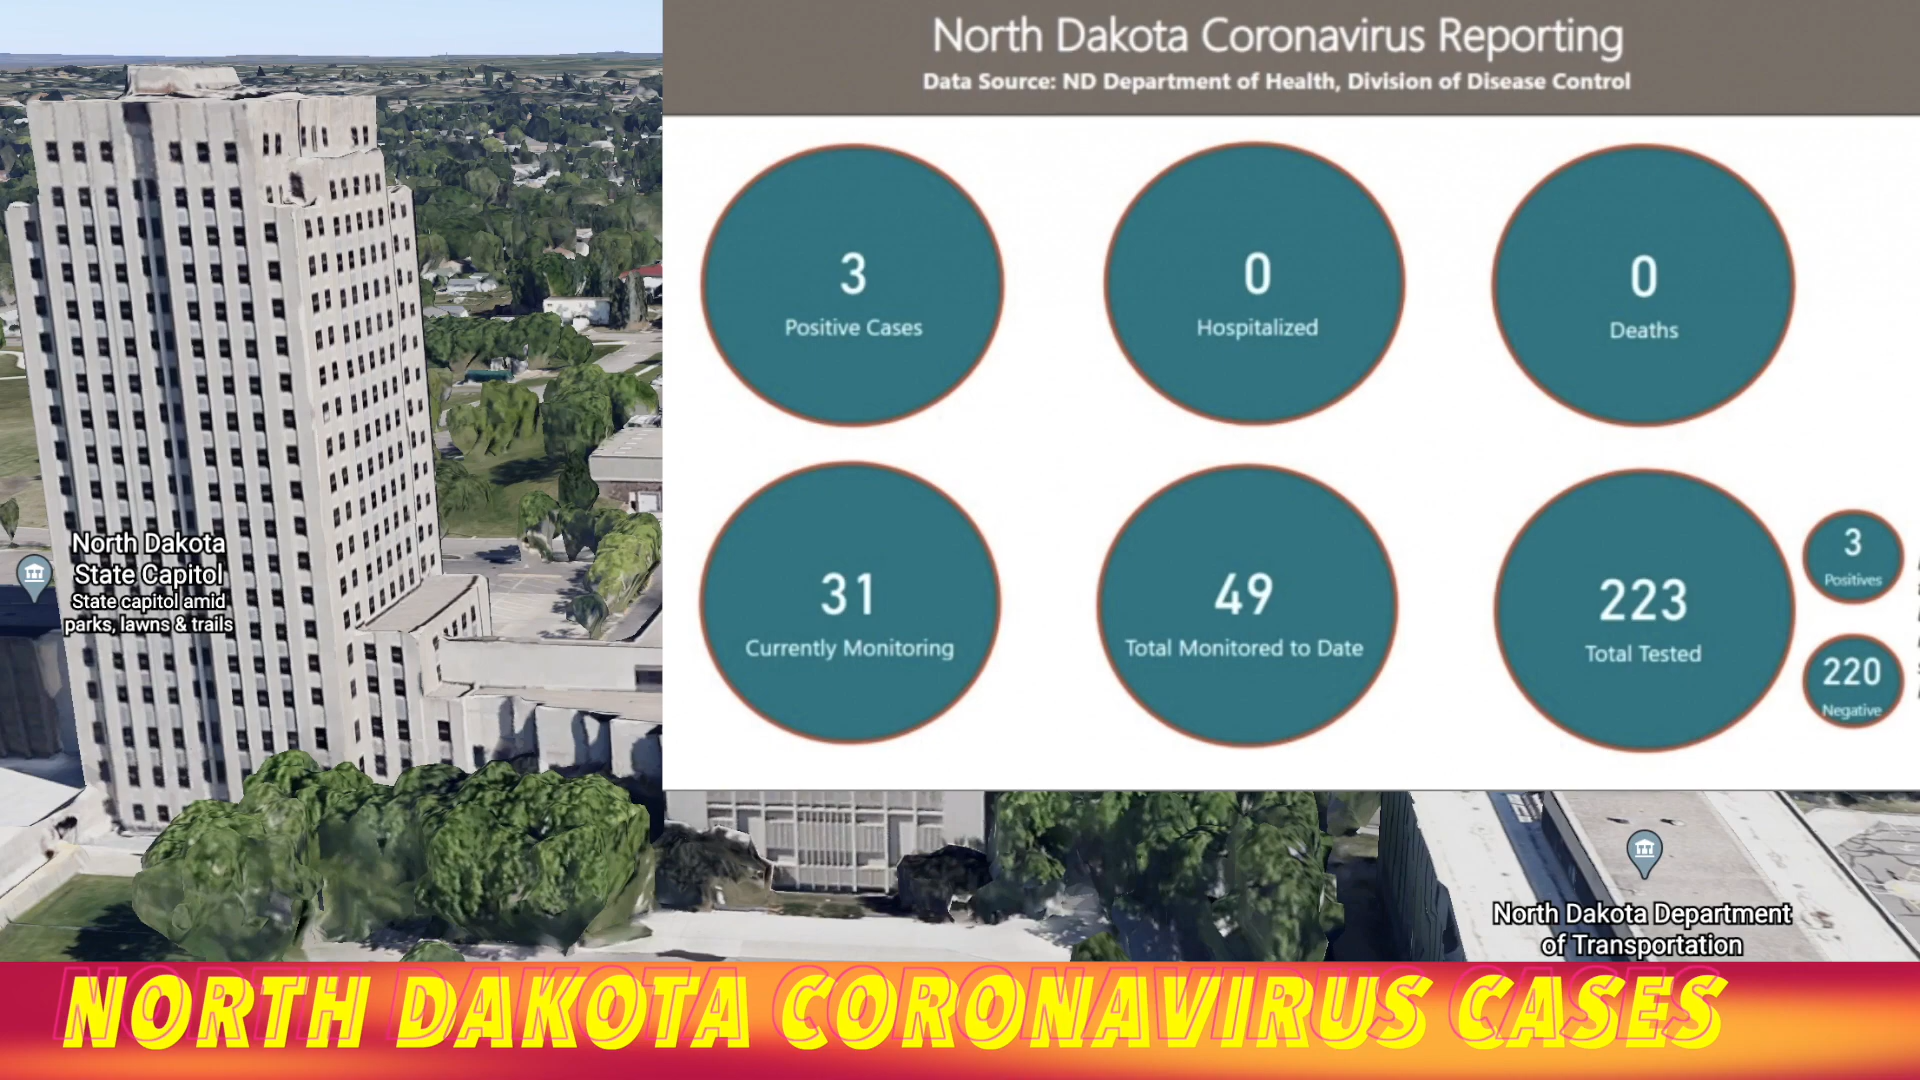 North Dakota Coronavirus Reporting
Data Source: ND Department of Health, Division of Disease Control
3
Positive Cases
0
Hospitalized
0
Deaths
31
Currently Monitoring
49
Total Monitored to Date
223
Total Tested
3
Positives
220
Negative
North Dakota
State Capitol
State capitol amid
parks, lawns & trails
North Dakota Department
of Transportation
NORTH DAKOTA CORONAVIRUS CASES